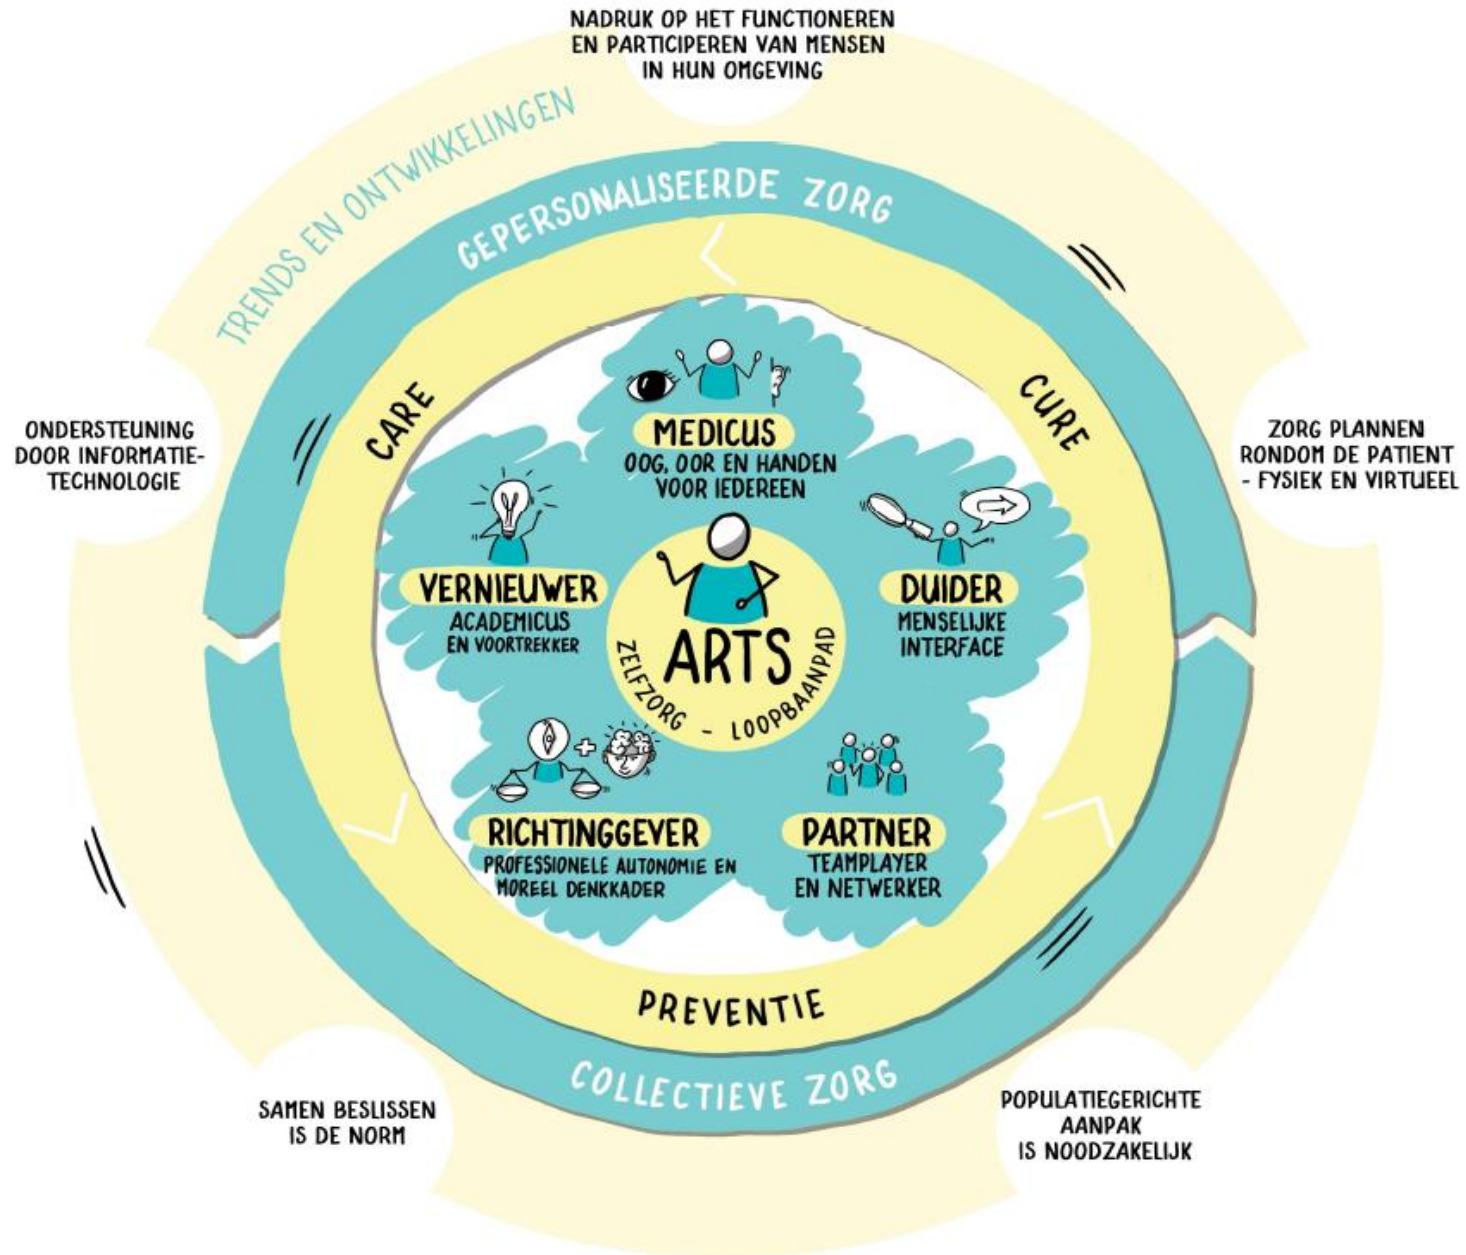 NADRUK OP HET FUNCTIONEREN
EN PARTICIPEREN VAN MENSEN
IN HUN OMGEVING
TRENDS EN ONTWIKKELINGEN
GEPERSONALISEERDE ZORG
CARE
CURE
ONDERSTEUNING
DOOR INFORMATIE-
TECHNOLOGIE
ZORG PLANNEN
RONDOM DE PATIENT
- FYSIEK EN VIRTUEEL
MEDICUS
OOG, OOR EN HANDEN
VOOR IEDEREEN
VERNIEUWER
ACADEMICUS
EN VOORTREKKER
DUIDER
MENSELIJKE
INTERFACE
ARTS
ZELFZORG - LOOPBAANPAD
RICHTINGGEVER
PROFESSIONELE AUTONOMIE EN
MOREEL DENKKADER
PARTNER
TEAMPLAYER
EN NETWERKER
PREVENTIE
COLLECTIEVE ZORG
SAMEN BESLISSEN
IS DE NORM
POPULATIEGERICHTE
AANPAK
IS NOODZAKELIJK